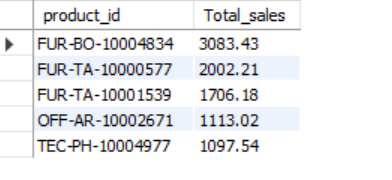 product_id Total_sales
FUR-BO-10004834 3083.43
FUR-TA-10000577 2002.21
FUR-TA-10001539 1706.18
OFF-AR-10002671 1113.02
TEC-PH-10004977 1097.54